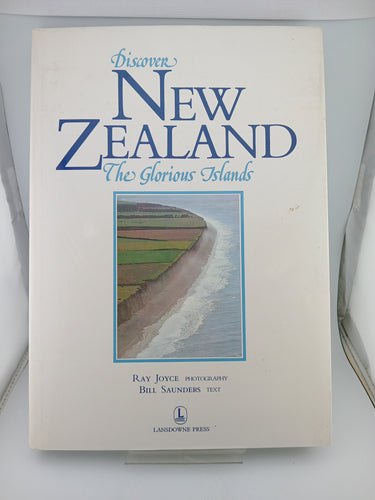 Discover
NEW
ZEALAND
The Glorious Islands
RAY JOYCE PHOTOGRAPHY
BILL SAUNDERS TEXT
L
LANSDOWNE PRESS